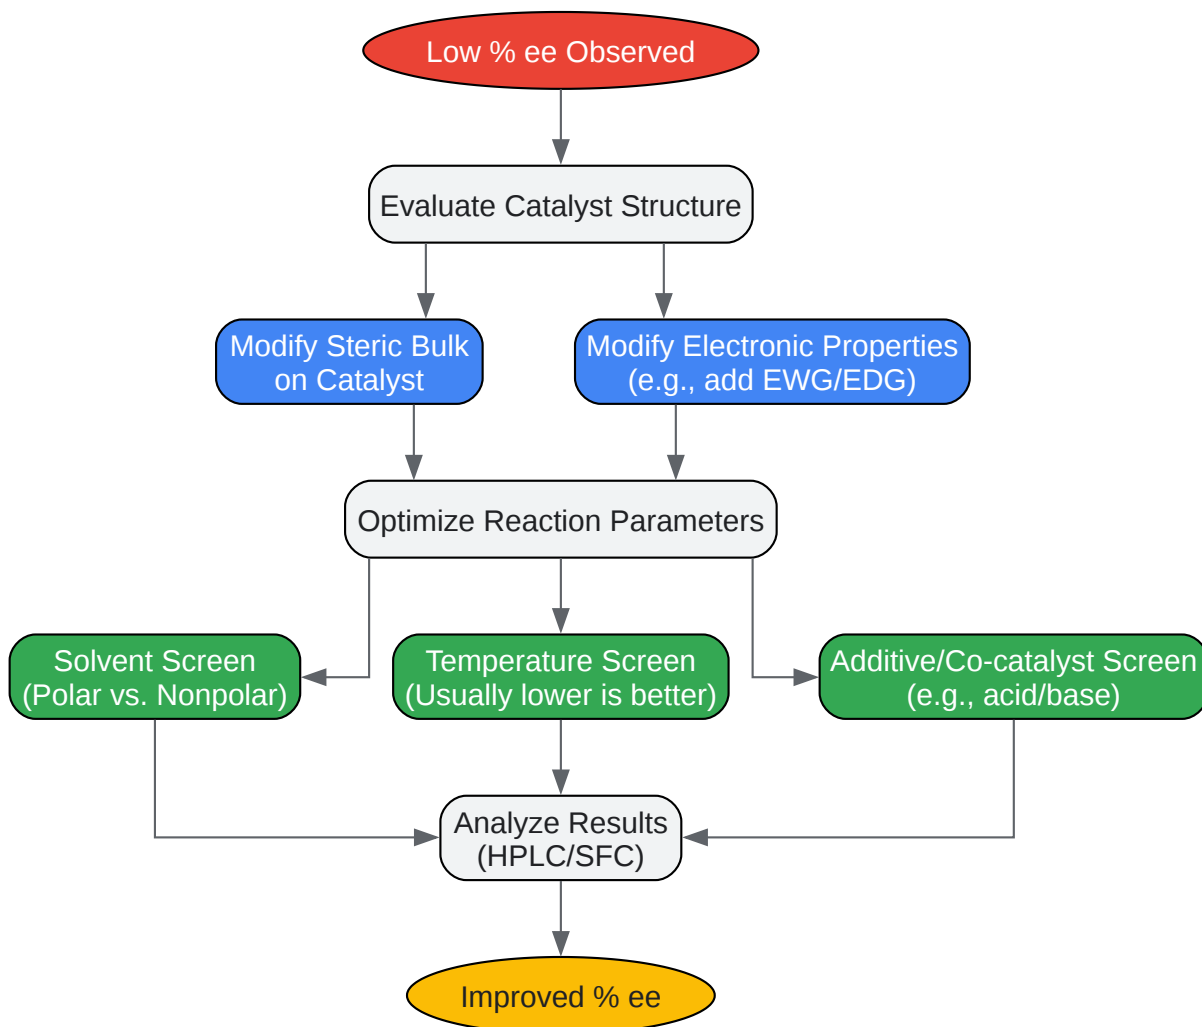 Low % ee Observed
Evaluate Catalyst Structure
Modify Steric Bulk
on Catalyst
Modify Electronic Properties
(e.g., add EWG/EDG)
Optimize Reaction Parameters
Solvent Screen
(Polar vs. Nonpolar)
Temperature Screen
(Usually lower is better)
Additive/Co-catalyst Screen
(e.g., acid/base)
Analyze Results
(HPLC/SFC)
Improved % ee